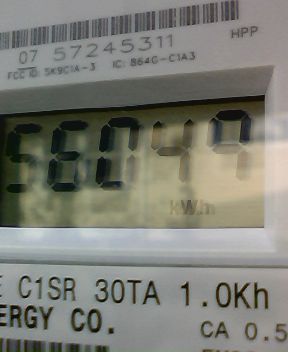 HPP
07 57245311
FCC ID: SK9C1A-3 IC: 864G-C1A3
56049
kWh
E C1SR 30TA 1.0Kh
ERGY CO. CA 0.5